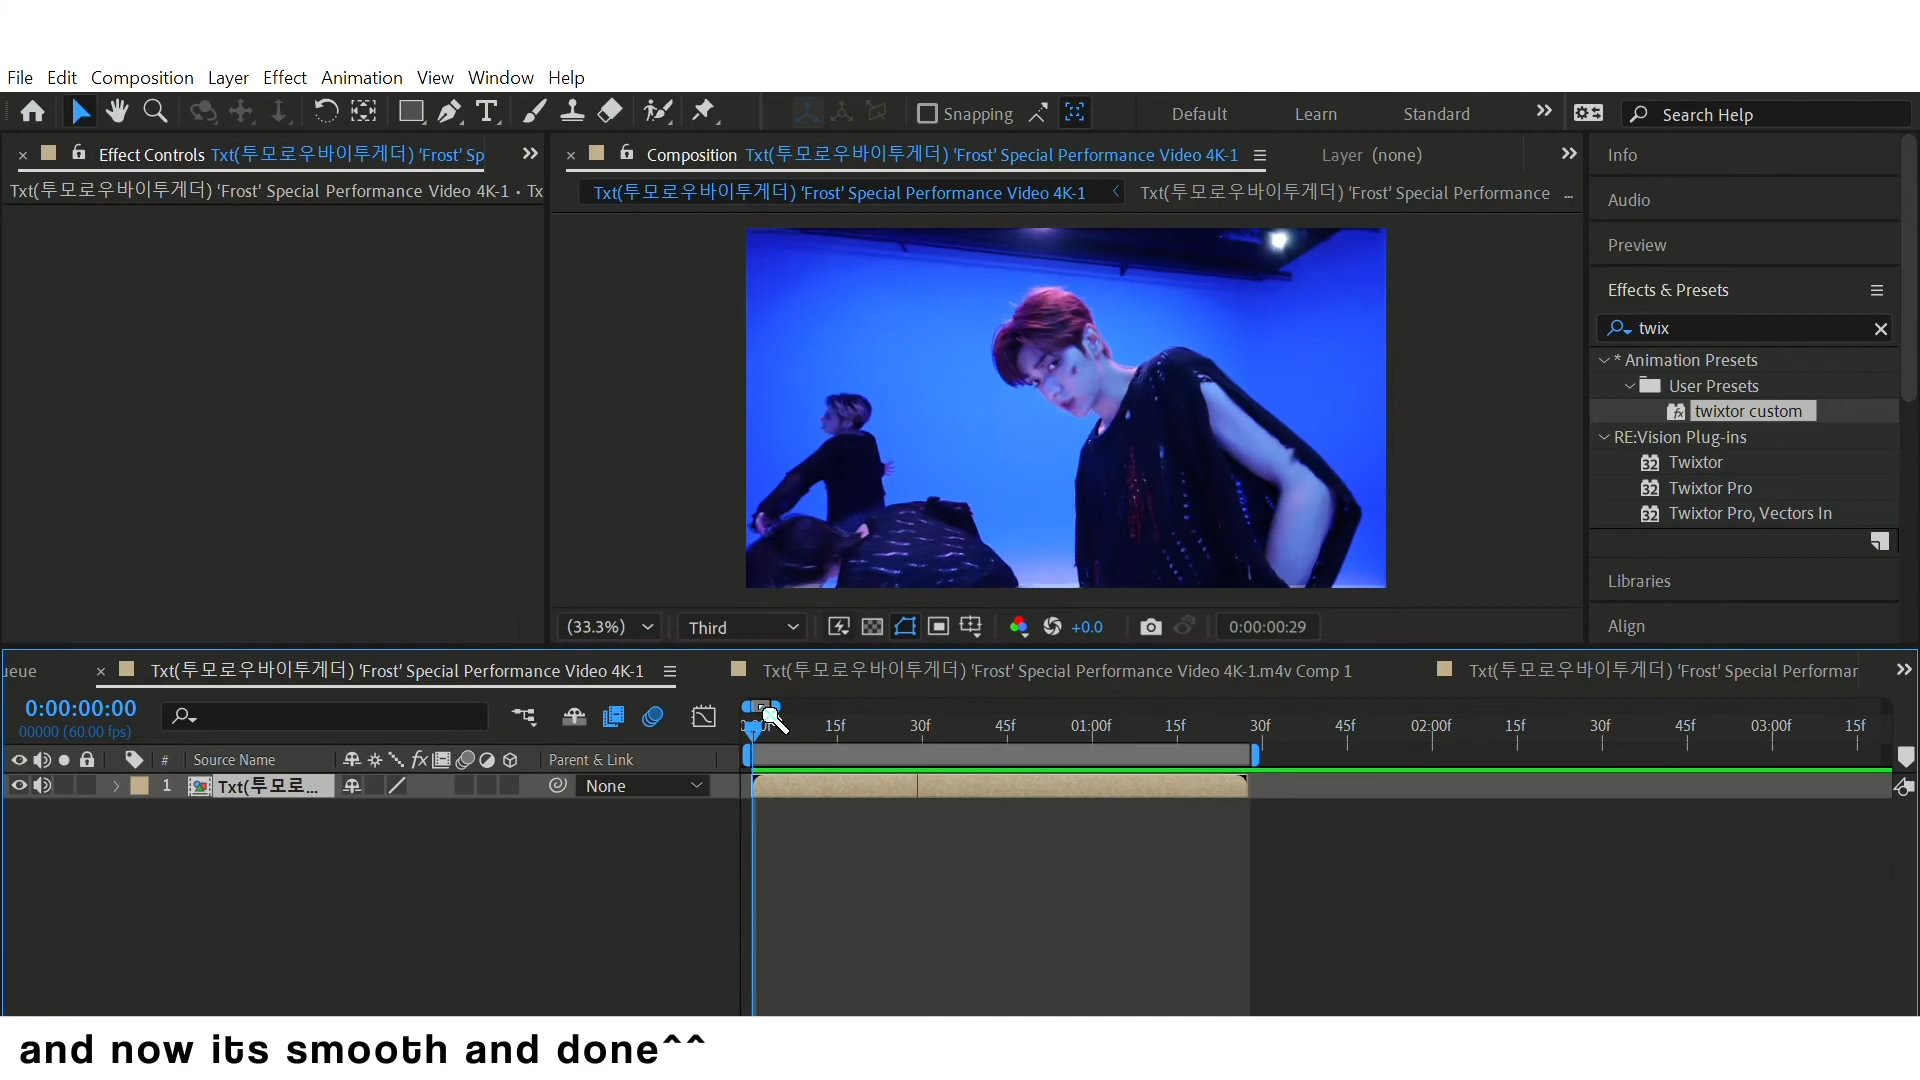 File Edit Composition Layer Effect Animation View Window Help
Snapping Default Learn Standard Search Help
Effect Controls Txt(투모로우바이투게더) 'Frost' Sp
Composition Txt(투모로우바이투게더) 'Frost' Special Performance Video 4K-1
Layer (none)
Info
Txt(투모로우바이투게더) 'Frost' Special Performance Video 4K-1 • Tx
Txt(투모로우바이투게더) 'Frost' Special Performance Video 4K-1
Txt(투모로우바이투게더) 'Frost' Special Performance ...
Audio
Preview
Effects & Presets
twix
* Animation Presets
User Presets
twixtor custom
RE:Vision Plug-ins
32 Twixtor
32 Twixtor Pro
32 Twixtor Pro, Vectors In
Libraries
Align
(33.3%) Third +0.0 0:00:00:29
ueue
Txt(투모로우바이투게더) 'Frost' Special Performance Video 4K-1
Txt(투모로우바이투게더) 'Frost' Special Performance Video 4K-1.m4v Comp 1
Txt(투모로우바이투게더) 'Frost' Special Performar
0:00:00:00
00000 (60.00 fps)
15f 30f 45f 01:00f 15f 30f 45f 02:00f 15f 30f 45f 03:00f 15f
# Source Name fx Parent & Link
1 Txt(투모로... None
and now its smooth and done^^